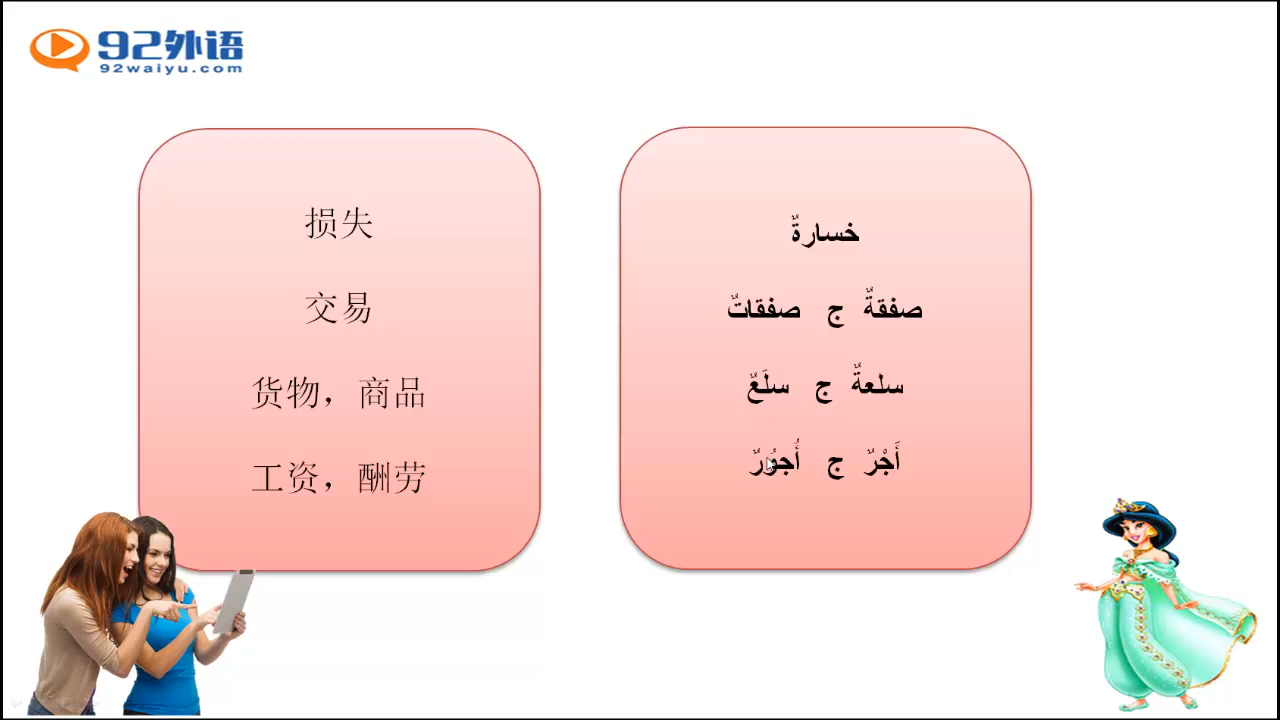 92外语
92waiyu.com
损失
交易
货物，商品
工资，酬劳
خسارةٌ
صفقةٌ ج صفقاتٌ
سلعةٌ ج سلَعٌ
أَجْرٌ ج أُجوُرٌ